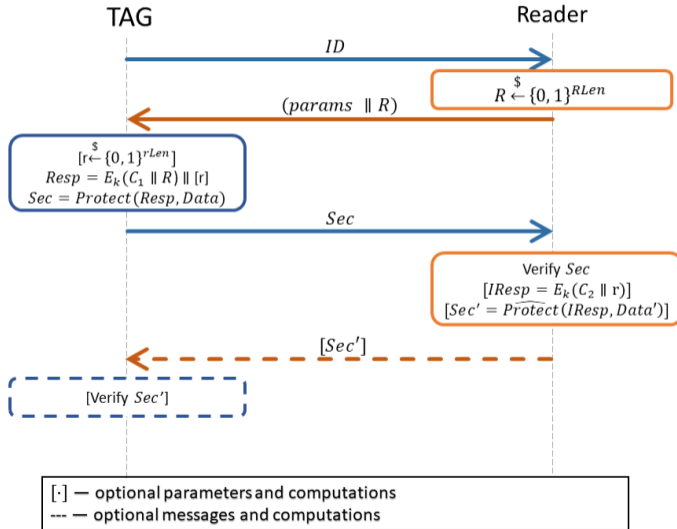 TAG Reader
ID
R $← {0, 1}^{RLen}
(params ∥ R)
[r $← {0, 1}^{rLen}]
Resp = E_k(C_1 ∥ R) ∥ [r]
Sec = Protect(Resp, Data)
Sec
Verify Sec
[IResp = E_k(C_2 ∥ r)]
[Sec' = \widehat{Protect}(IResp, Data')]
[Sec']
[Verify Sec']
[·] — optional parameters and computations
--- — optional messages and computations